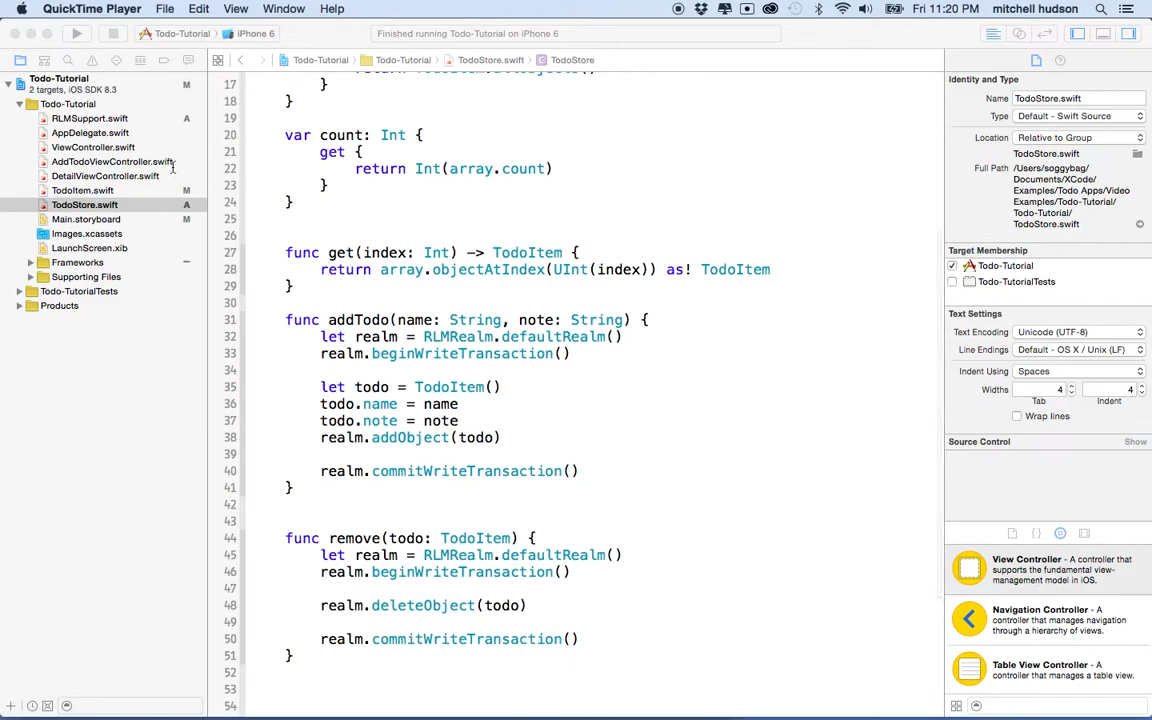 QuickTime Player File Edit View Window Help Fri 11:20 PM mitchell hudson
Todo-Tutorial iPhone 6 Finished running Todo-Tutorial on iPhone 6
Todo-Tutorial Todo-Tutorial TodoStore.swift TodoStore
Todo-Tutorial M
2 targets, iOS SDK 8.3
Todo-Tutorial
RLMSupport.swift A
AppDelegate.swift
ViewController.swift
AddTodoViewController.swift
DetailViewController.swift
TodoItem.swift M
TodoStore.swift A
Main.storyboard M
Images.xcassets
LaunchScreen.xib
Frameworks
Supporting Files
Todo-TutorialTests
Products
17 }
18 }
19
20 var count: Int {
21 get {
22 return Int(array.count)
23 }
24 }
25
26
27 func get(index: Int) -> TodoItem {
28 return array.objectAtIndex(UInt(index)) as! TodoItem
29 }
30
31 func addTodo(name: String, note: String) {
32 let realm = RLMRealm.defaultRealm()
33 realm.beginWriteTransaction()
34
35 let todo = TodoItem()
36 todo.name = name
37 todo.note = note
38 realm.addObject(todo)
39
40 realm.commitWriteTransaction()
41 }
42
43
44 func remove(todo: TodoItem) {
45 let realm = RLMRealm.defaultRealm()
46 realm.beginWriteTransaction()
47
48 realm.deleteObject(todo)
49
50 realm.commitWriteTransaction()
51 }
52
53
54
Identity and Type
Name TodoStore.swift
Type Default - Swift Source
Location Relative to Group
TodoStore.swift
Full Path /Users/soggybag/
Documents/XCode/
Examples/Todo Apps/Video
Examples/Todo-Tutorial/
Todo-Tutorial/
TodoStore.swift
Target Membership
Todo-Tutorial
Todo-TutorialTests
Text Settings
Text Encoding Unicode (UTF-8)
Line Endings Default - OS X / Unix (LF)
Indent Using Spaces
Widths 4 4
Tab Indent
Wrap lines
Source Control Show
View Controller - A controller that
supports the fundamental view-
management model in iOS.
Navigation Controller - A
controller that manages navigation
through a hierarchy of views.
Table View Controller - A
controller that manages a table view.